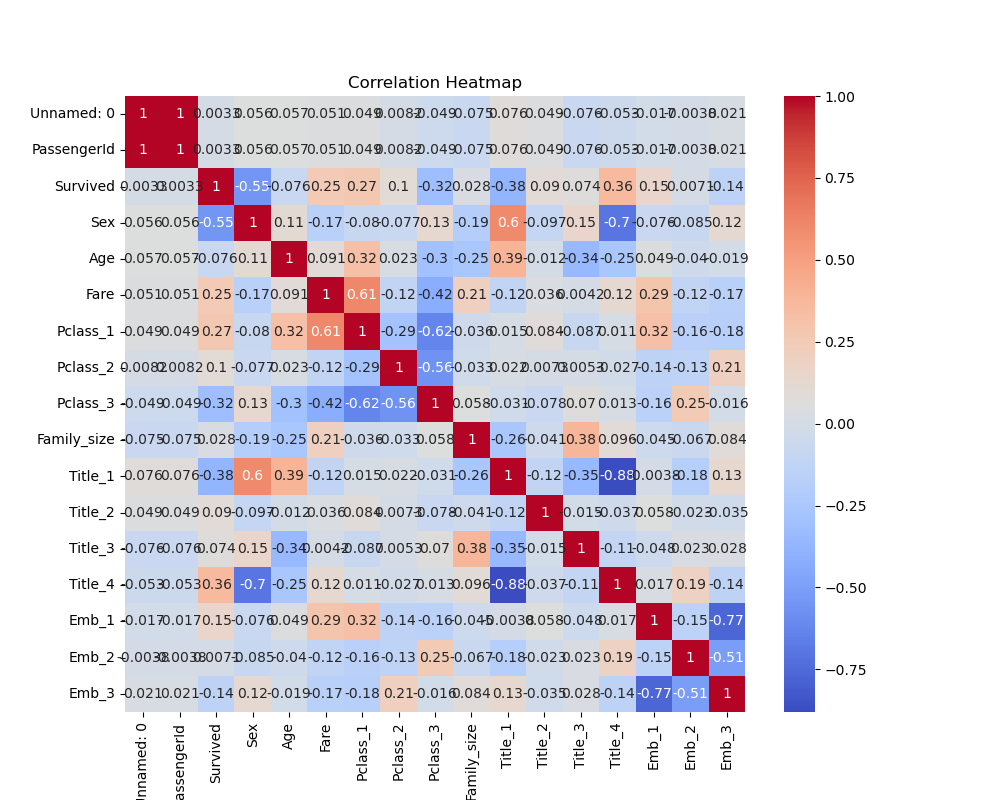 Correlation Heatmap
Unnamed: 0 1 1 0.0033 0.056 0.057 0.051 0.049 0.0082 -0.049 -0.075 0.076 0.049 -0.076 -0.053 -0.017 -0.0038 0.021
PassengerId 1 1 0.0033 0.056 0.057 0.051 0.049 0.0082 -0.049 -0.075 0.076 0.049 -0.076 -0.053 -0.017 -0.0038 0.021
Survived 0.0033 0.0033 1 -0.55 -0.076 0.25 0.27 0.1 -0.32 0.028 -0.38 0.09 0.074 0.36 0.15 0.0071 -0.14
Sex 0.056 0.056 -0.55 1 0.11 -0.17 -0.08 -0.077 0.13 -0.19 0.6 -0.097 0.15 -0.7 -0.076 -0.085 0.12
Age 0.057 0.057 -0.076 0.11 1 0.091 0.32 0.023 -0.3 -0.25 0.39 -0.012 -0.34 -0.25 0.049 -0.04 -0.019
Fare 0.051 0.051 0.25 -0.17 0.091 1 0.61 -0.12 -0.42 0.21 -0.12 0.036 0.0042 0.12 0.29 -0.12 -0.17
Pclass_1 0.049 0.049 0.27 -0.08 0.32 0.61 1 -0.29 -0.62 -0.036 0.015 0.084 -0.087 0.011 0.32 -0.16 -0.18
Pclass_2 0.0082 0.0082 0.1 -0.077 0.023 -0.12 -0.29 1 -0.56 -0.033 0.022 0.0073 0.0053 -0.027 -0.14 -0.13 0.21
Pclass_3 -0.049 -0.049 -0.32 0.13 -0.3 -0.42 -0.62 -0.56 1 0.058 -0.031 -0.078 0.07 0.013 -0.16 0.25 -0.016
Family_size -0.075 -0.075 0.028 -0.19 -0.25 0.21 -0.036 -0.033 0.058 1 -0.26 -0.041 0.38 0.096 -0.045 -0.067 0.084
Title_1 0.076 0.076 -0.38 0.6 0.39 -0.12 0.015 0.022 -0.031 -0.26 1 -0.12 -0.35 -0.88 -0.0038 -0.18 0.13
Title_2 0.049 0.049 0.09 -0.097 -0.012 0.036 0.084 0.0073 -0.078 -0.041 -0.12 1 -0.015 -0.037 0.058 -0.023 -0.035
Title_3 -0.076 -0.076 0.074 0.15 -0.34 0.0042 -0.087 0.0053 0.07 0.38 -0.35 -0.015 1 -0.11 -0.048 0.023 0.028
Title_4 -0.053 -0.053 0.36 -0.7 -0.25 0.12 0.011 -0.027 0.013 0.096 -0.88 -0.037 -0.11 1 0.017 0.19 -0.14
Emb_1 -0.017 -0.017 0.15 -0.076 0.049 0.29 0.32 -0.14 -0.16 -0.045 -0.0038 0.058 -0.048 0.017 1 -0.15 -0.77
Emb_2 -0.0038 -0.0038 0.0071 -0.085 -0.04 -0.12 -0.16 -0.13 0.25 -0.067 -0.18 -0.023 0.023 0.19 -0.15 1 -0.51
Emb_3 0.021 0.021 -0.14 0.12 -0.019 -0.17 -0.18 0.21 -0.016 0.084 0.13 -0.035 0.028 -0.14 -0.77 -0.51 1
Survived Sex Age Fare Pclass_1 Pclass_2 Pclass_3 Family_size Title_1 Title_2 Title_3 Title_4 Emb_1 Emb_2 Emb_3
1.00
0.75
0.50
0.25
0.00
−0.25
−0.50
−0.75